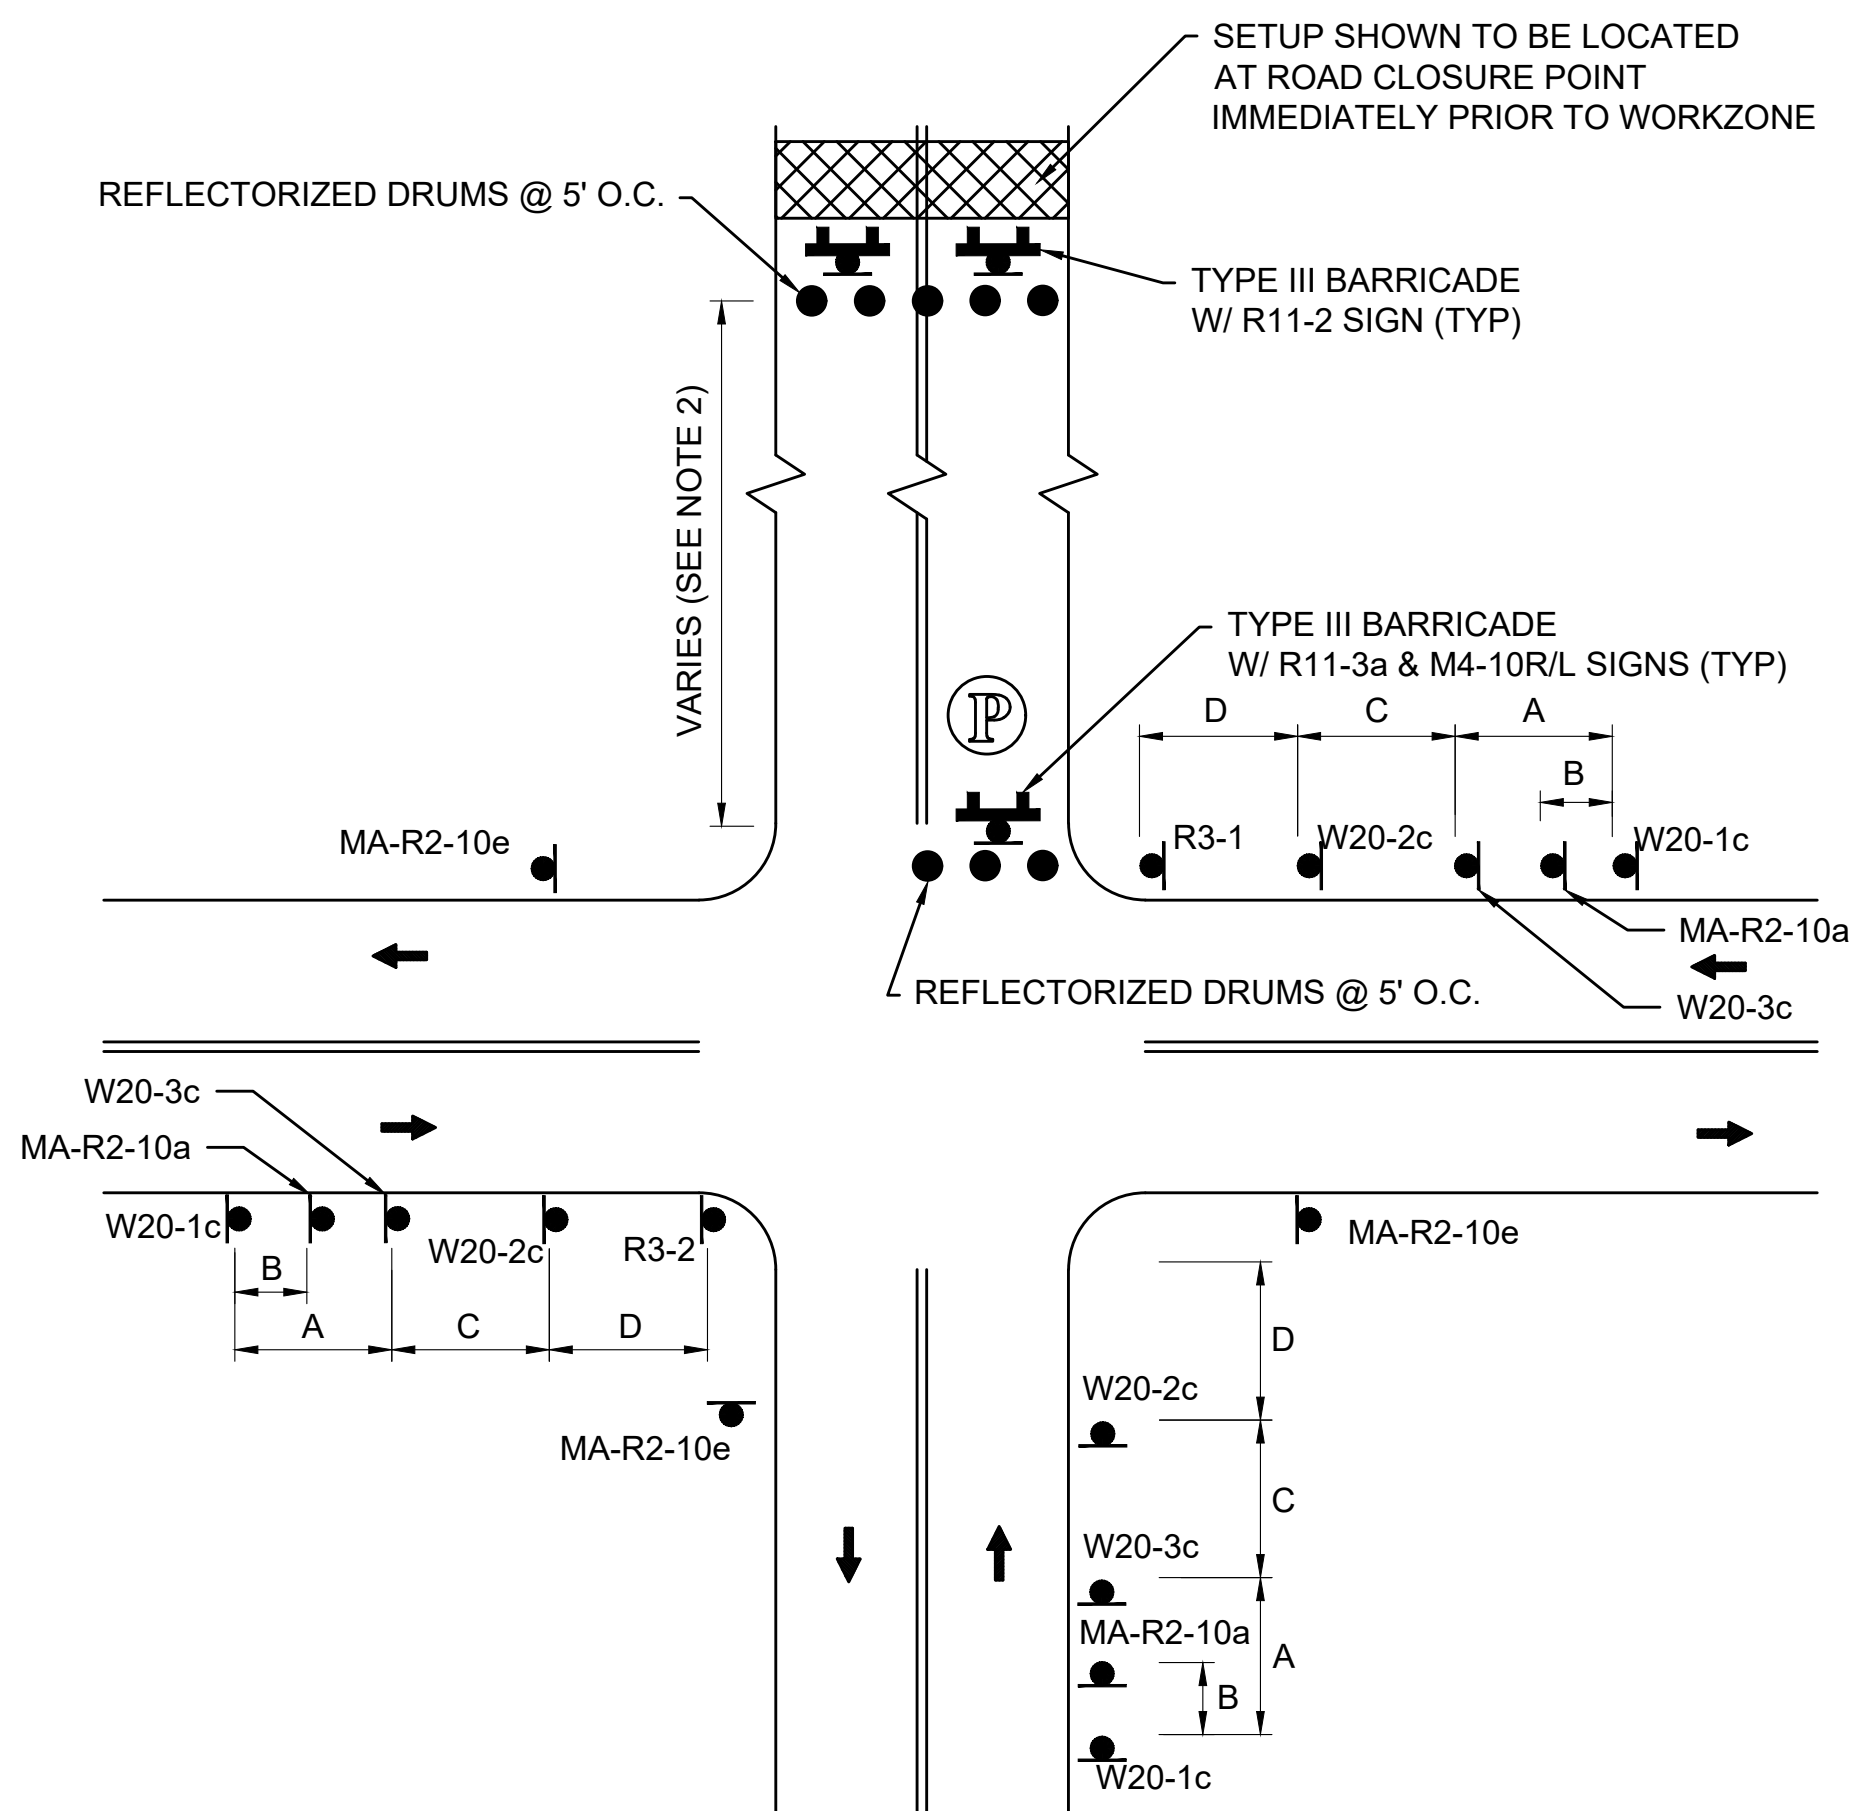 SETUP SHOWN TO BE LOCATED
AT ROAD CLOSURE POINT
IMMEDIATELY PRIOR TO WORKZONE
REFLECTORIZED DRUMS @ 5' O.C.
TYPE III BARRICADE
W/ R11-2 SIGN (TYP)
VARIES (SEE NOTE 2)
TYPE III BARRICADE
W/ R11-3a & M4-10R/L SIGNS (TYP)
P
D
C
A
B
MA-R2-10e
R3-1
W20-2c
W20-1c
MA-R2-10a
REFLECTORIZED DRUMS @ 5' O.C.
W20-3c
W20-3c
MA-R2-10a
W20-1c
W20-2c
R3-2
MA-R2-10e
B
A
C
D
D
W20-2c
MA-R2-10e
C
W20-3c
MA-R2-10a
A
B
W20-1c